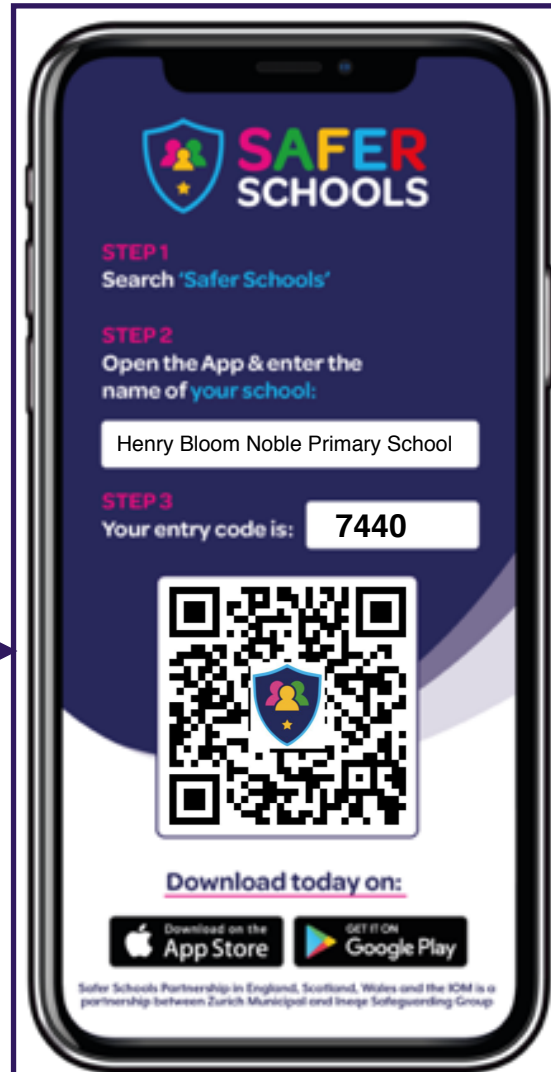 SAFER
SCHOOLS
STEP 1
Search 'Safer Schools'
STEP 2
Open the App & enter the
name of your school:
Henry Bloom Noble Primary School
STEP 3
Your entry code is:
7440
Download today on:
Download on the
App Store
GET IT ON
Google Play
Safer Schools Partnership in England, Scotland, Wales and the IOM is a
partnership between Zurich Municipal and Ineqe Safeguarding Group